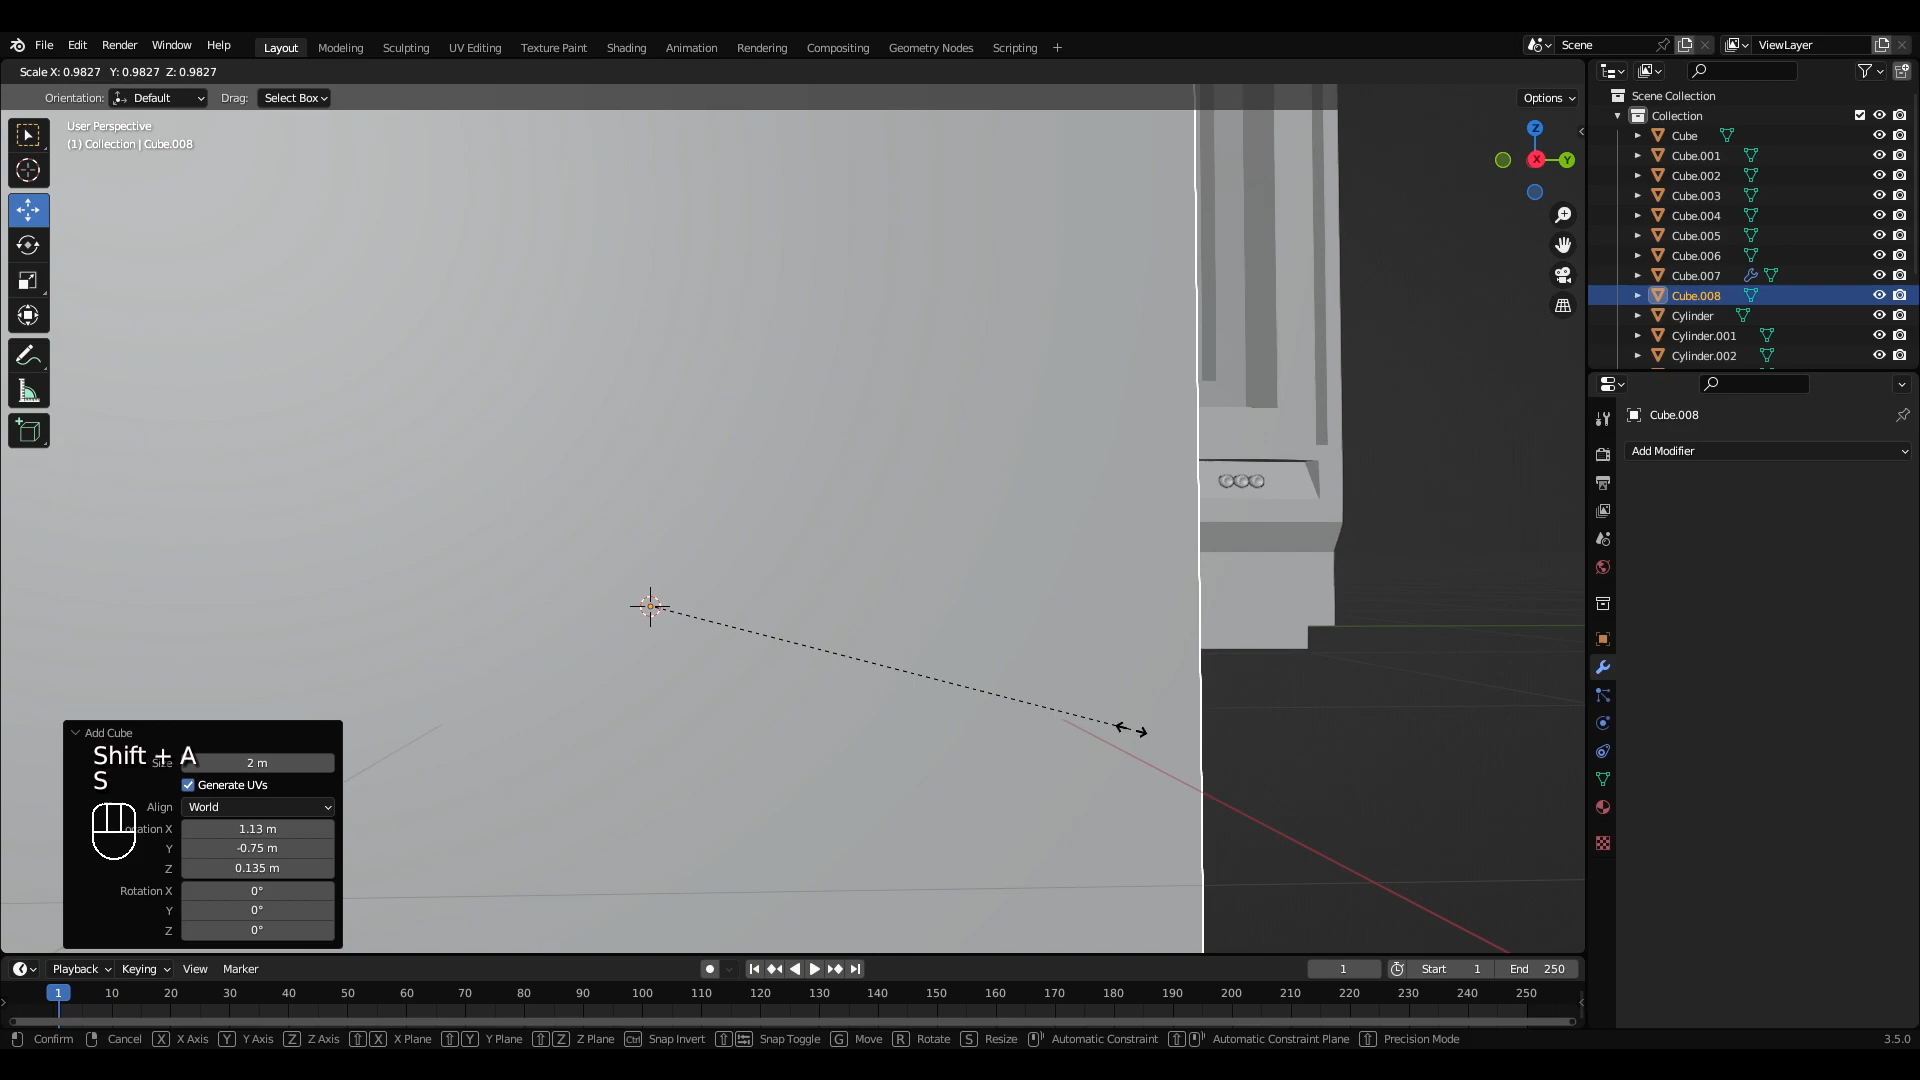 File Edit Render Window Help
Layout Modeling Sculpting UV Editing Texture Paint Shading Animation Rendering Compositing Geometry Nodes Scripting +
Scene ViewLayer
Scale X: 0.9827 Y: 0.9827 Z: 0.9827
Orientation: Default Drag: Select Box Options
User Perspective
(1) Collection | Cube.008
Z
X
Y
Scene Collection
Collection
Cube
Cube.001
Cube.002
Cube.003
Cube.004
Cube.005
Cube.006
Cube.007
Cube.008
Cylinder
Cylinder.001
Cylinder.002
Cube.008
Add Modifier
Add Cube
Shift + A
S
Size 2 m
Generate UVs
Align World
1.13 m
Y -0.75 m
Z 0.135 m
Rotation X 0°
Y 0°
Z 0°
Playback Keying View Marker 1 Start 1 End 250
1 10 20 30 40 50 60 70 80 90 100 110 120 130 140 150 160 170 180 190 200 210 220 230 240 250
Confirm Cancel X X Axis Y Y Axis Z Z Axis X X Plane Y Y Plane Z Z Plane Ctrl Snap Invert Snap Toggle G Move R Rotate S Resize Automatic Constraint Automatic Constraint Plane Precision Mode 3.5.0